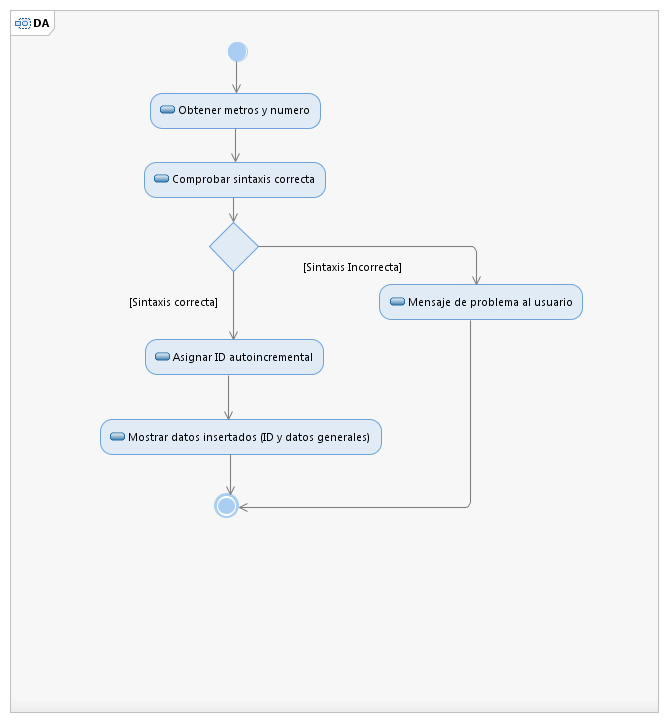 DA
Obtener metros y numero
Comprobar sintaxis correcta
[Sintaxis Incorrecta]
[Sintaxis correcta]
Mensaje de problema al usuario
Asignar ID autoincremental
Mostrar datos insertados (ID y datos generales)